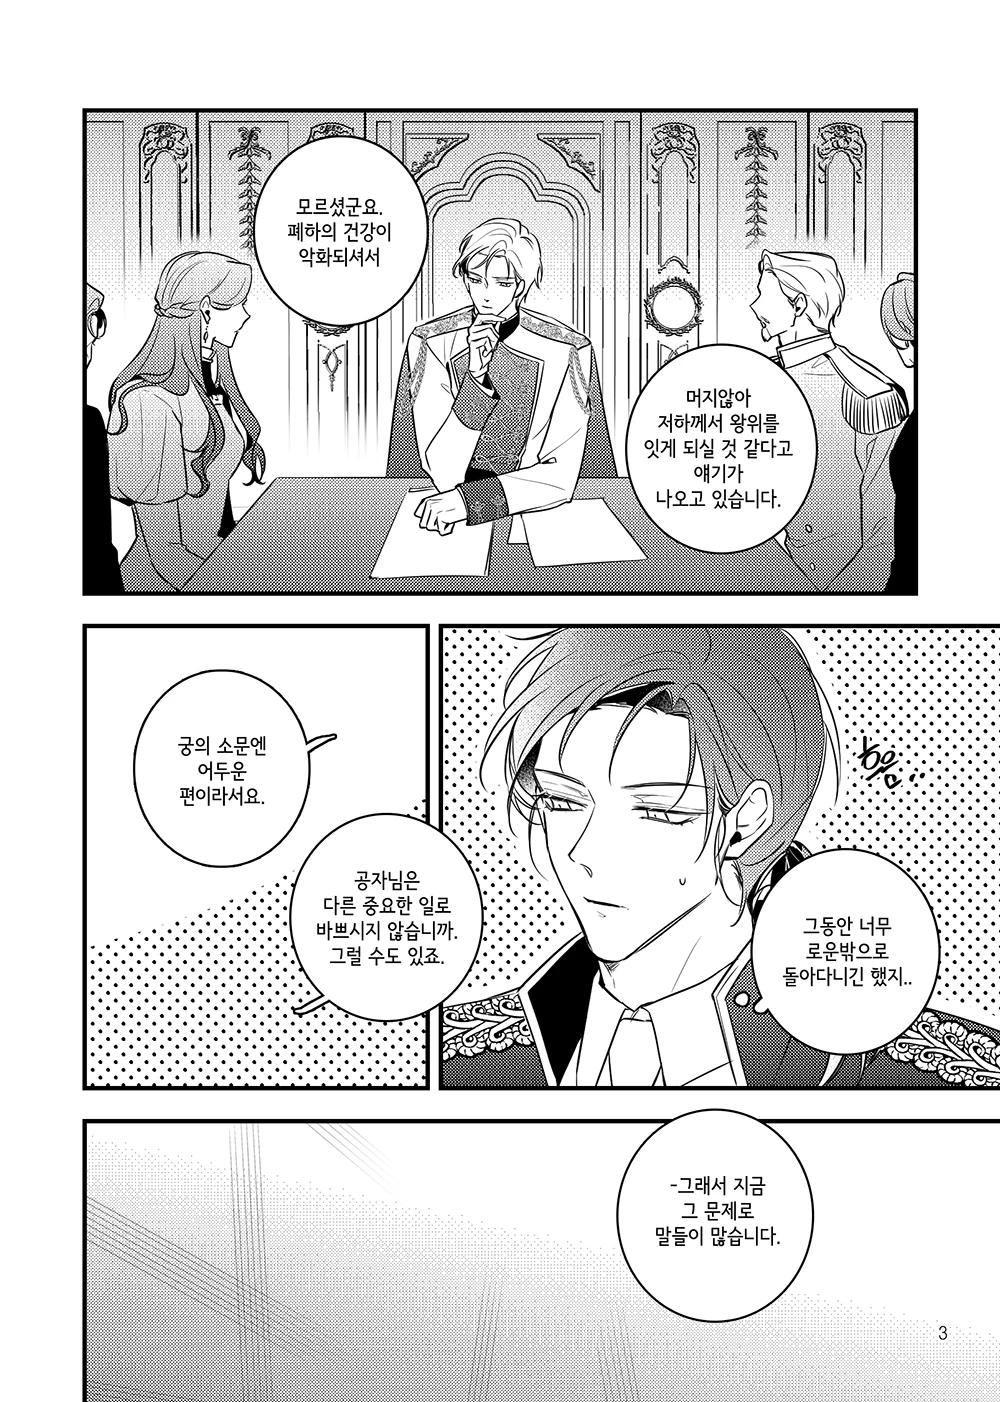 모르셨군요.
폐하의 건강이
악화되셔서
머지않아
저하께서 왕위를
잇게 되실 것 같다고
얘기가
나오고 있습니다.
궁의 소문엔
어두운
편이라서요.
공자님은
다른 중요한 일로
바쁘시지 않습니까.
그럴 수도 있죠.
흐음..
그동안 너무
로운밖으로
돌아다니긴 했지..
-그래서 지금
그 문제로
말들이 많습니다.
3